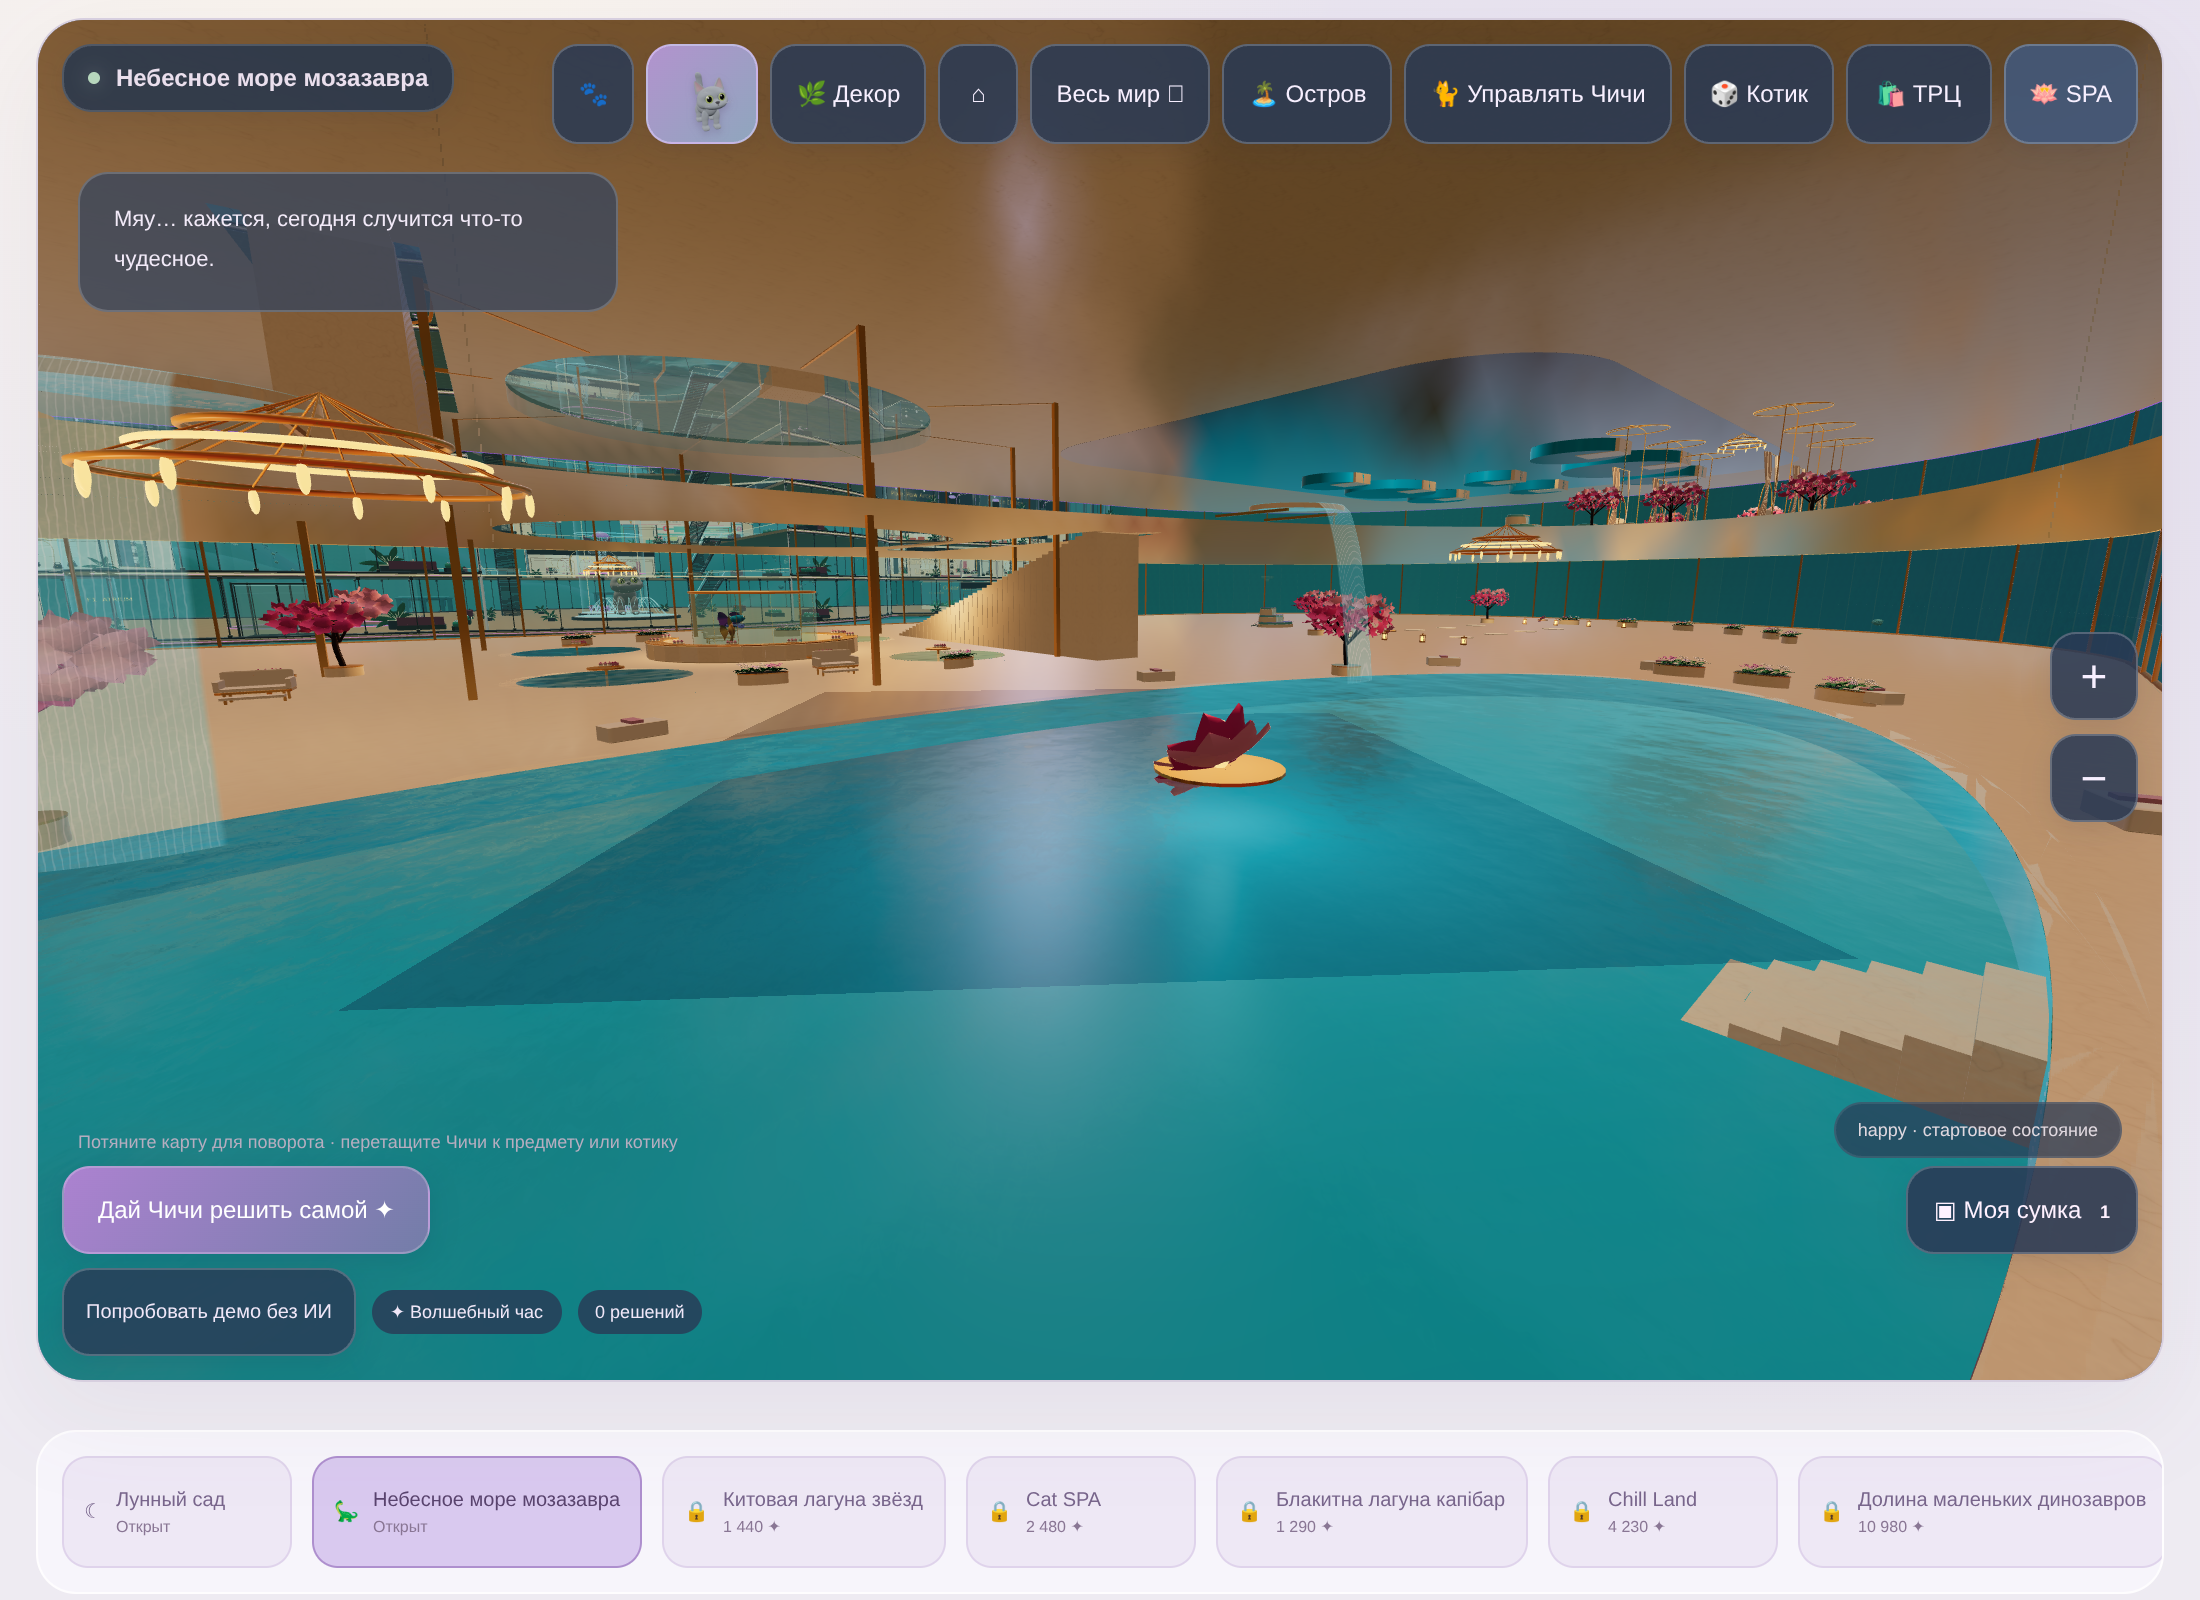 Небесное море мозазавра
Декор
Весь мир
Остров
Управлять Чичи
Котик
ТРЦ
SPA
Мяу… кажется, сегодня случится что-то
чудесное.
+
−
Потяните карту для поворота · перетащите Чичи к предмету или котику
happy · стартовое состояние
Дай Чичи решить самой ✦
Моя сумка 1
Попробовать демо без ИИ
✦ Волшебный час
0 решений
Лунный сад
Открыт
Небесное море мозазавра
Открыт
Китовая лагуна звёзд
1 440 ✦
Cat SPA
2 480 ✦
Блакитна лагуна капібар
1 290 ✦
Chill Land
4 230 ✦
Долина маленьких динозавров
10 980 ✦